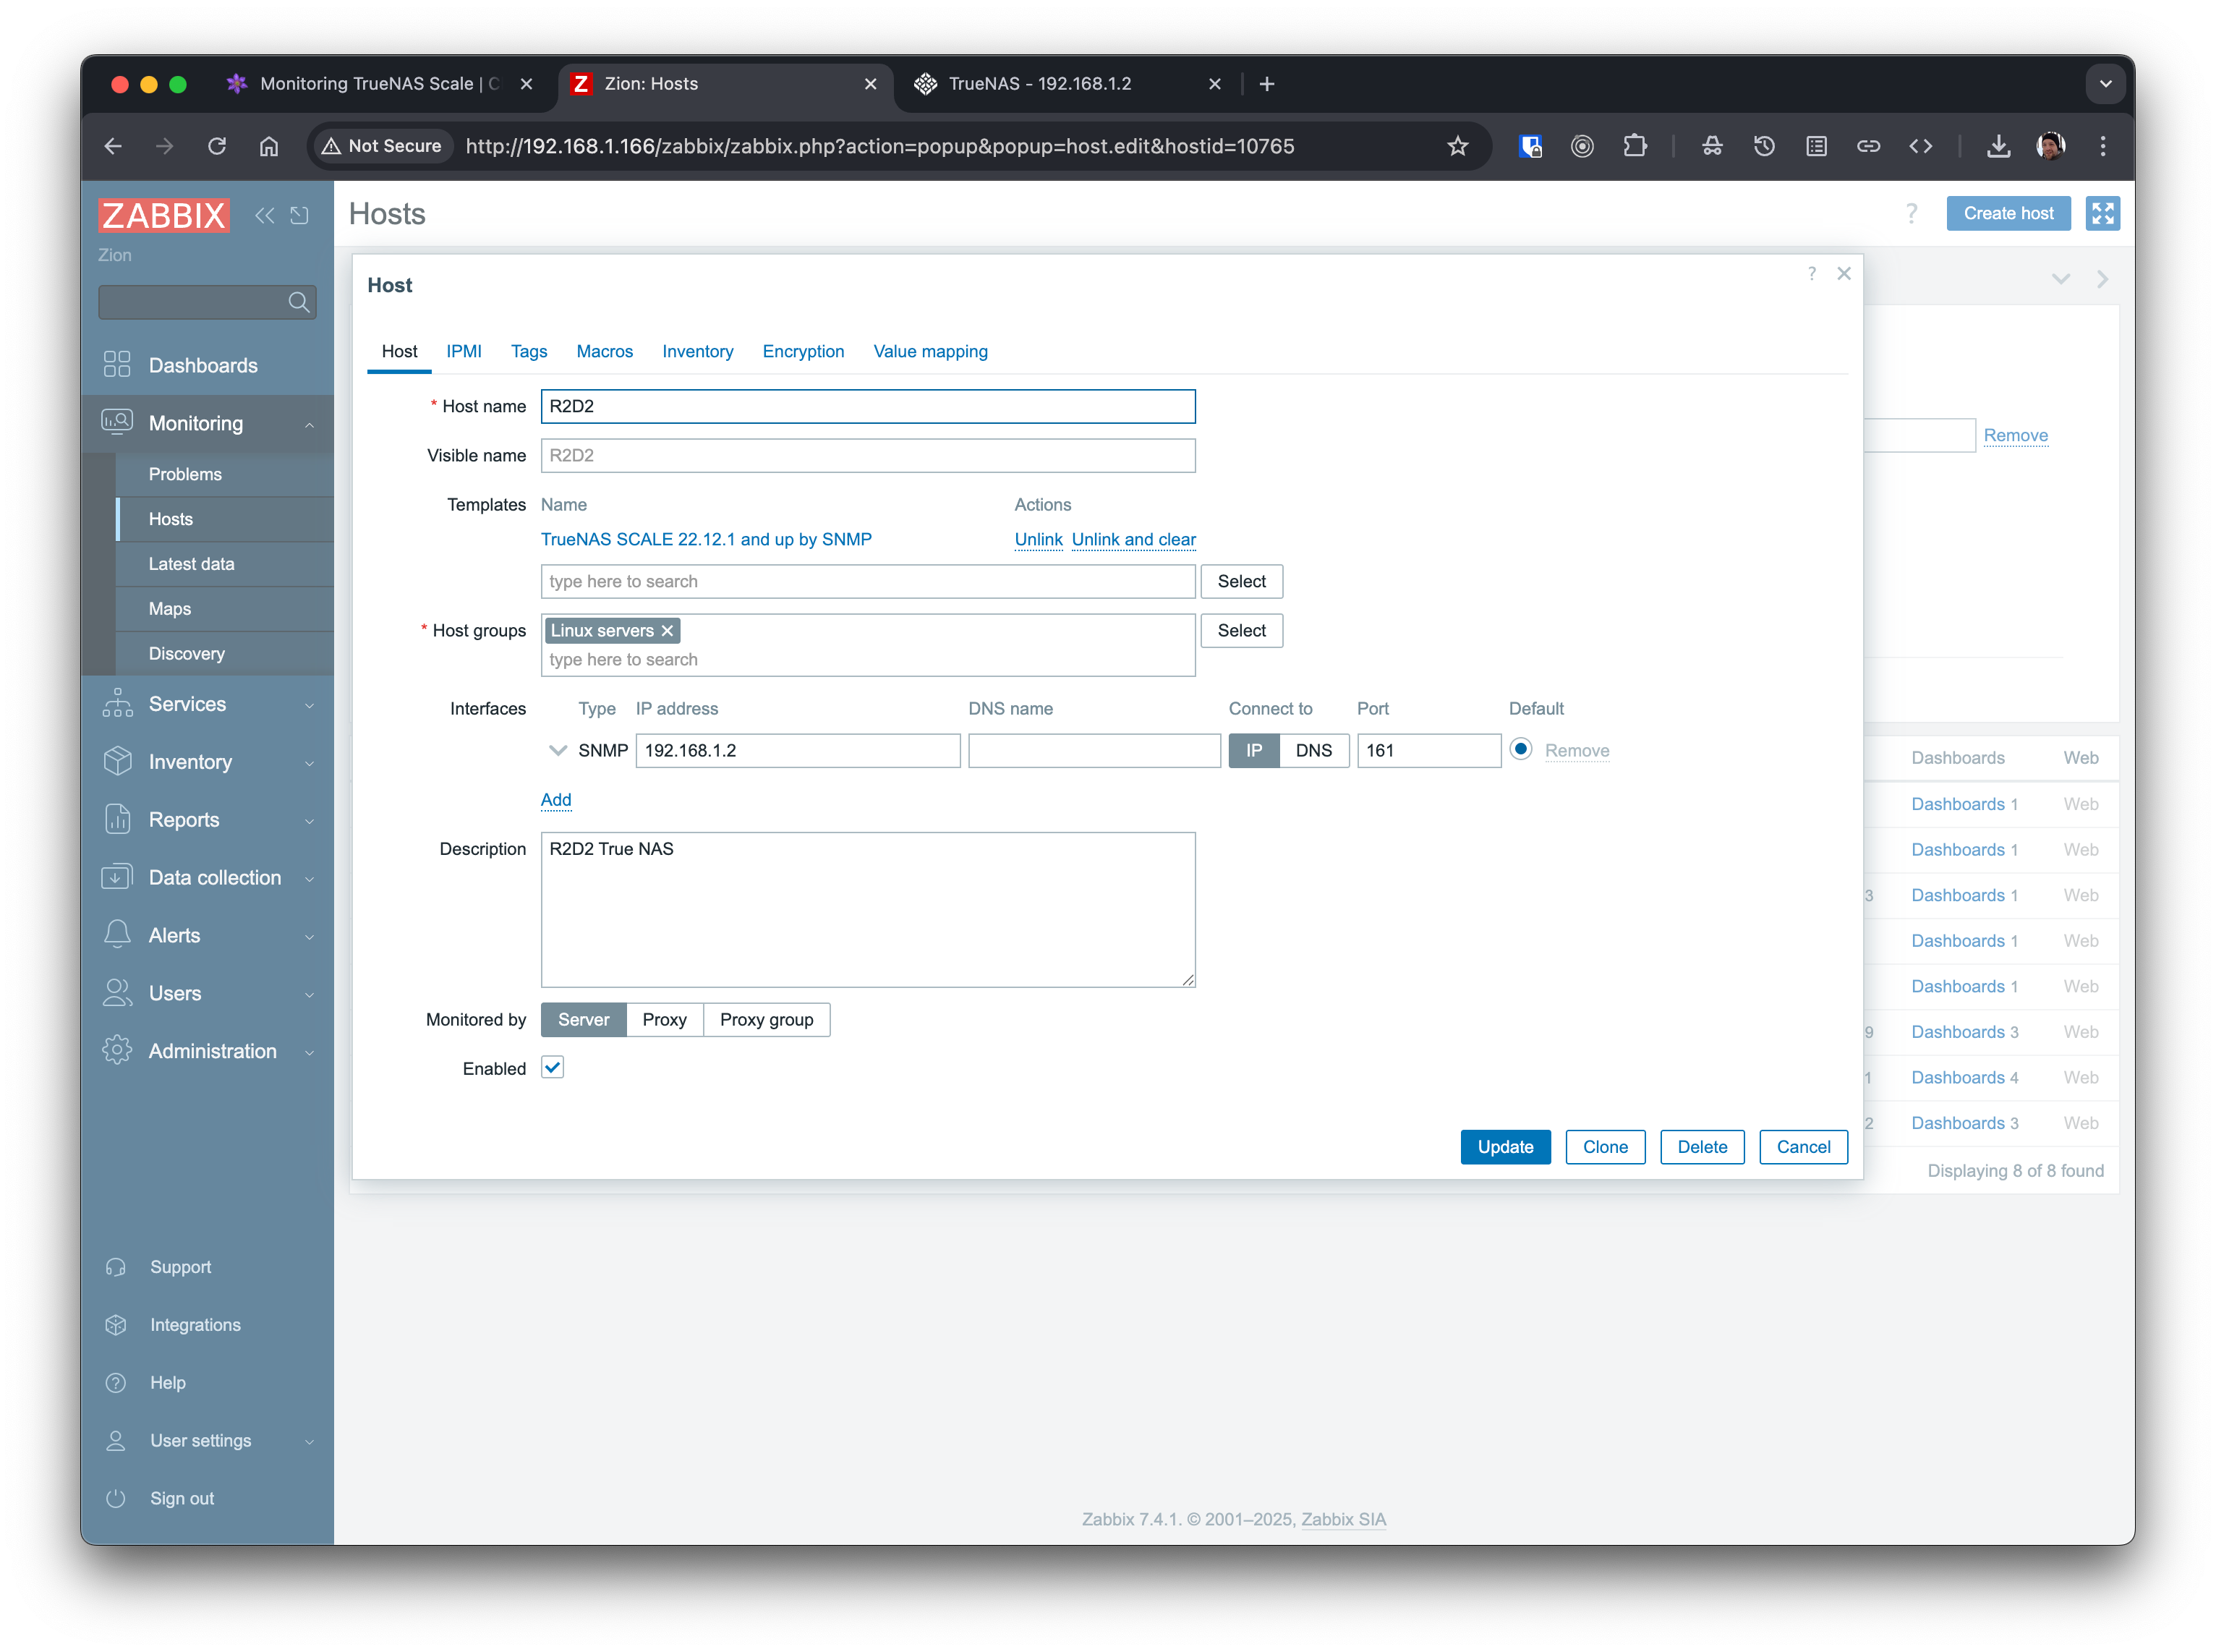 Monitoring TrueNAS Scale | C
Z Zion: Hosts
TrueNAS - 192.168.1.2
Not Secure
http://192.168.1.166/zabbix/zabbix.php?action=popup&popup=host.edit&hostid=10765
ZABBIX
Zion
Dashboards
Monitoring
Problems
Hosts
Latest data
Maps
Discovery
Services
Inventory
Reports
Data collection
Alerts
Users
Administration
Support
Integrations
Help
User settings
Sign out
Hosts
?
Create host
Host
?
Host IPMI Tags Macros Inventory Encryption Value mapping
* Host name R2D2
Visible name R2D2
Templates Name Actions
TrueNAS SCALE 22.12.1 and up by SNMP Unlink Unlink and clear
type here to search Select
* Host groups Linux servers Select
type here to search
Interfaces Type IP address DNS name Connect to Port Default
SNMP 192.168.1.2 IP DNS 161 Remove
Add
Description R2D2 True NAS
Monitored by Server Proxy Proxy group
Enabled
Update Clone Delete Cancel
Remove
Dashboards Web
Dashboards 1 Web
Dashboards 1 Web
3 Dashboards 1 Web
Dashboards 1 Web
Dashboards 1 Web
9 Dashboards 3 Web
1 Dashboards 4 Web
2 Dashboards 3 Web
Displaying 8 of 8 found
Zabbix 7.4.1. © 2001–2025, Zabbix SIA